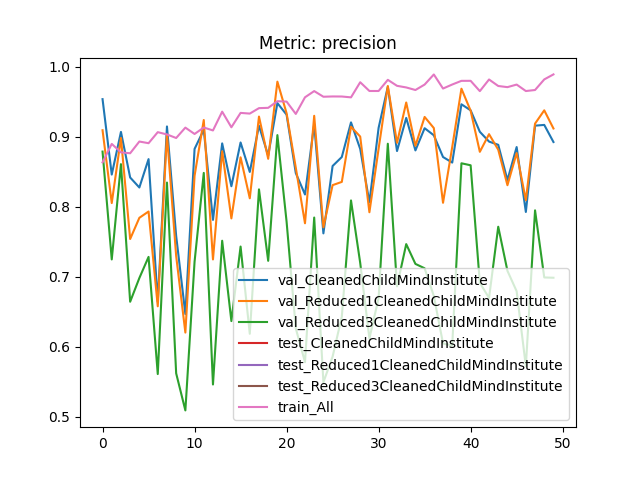 Metric: precision
1.0
0.9
0.8
0.7
0.6
0.5
val_CleanedChildMindInstitute
val_Reduced1CleanedChildMindInstitute
val_Reduced3CleanedChildMindInstitute
test_CleanedChildMindInstitute
test_Reduced1CleanedChildMindInstitute
test_Reduced3CleanedChildMindInstitute
train_All
0 10 20 30 40 50